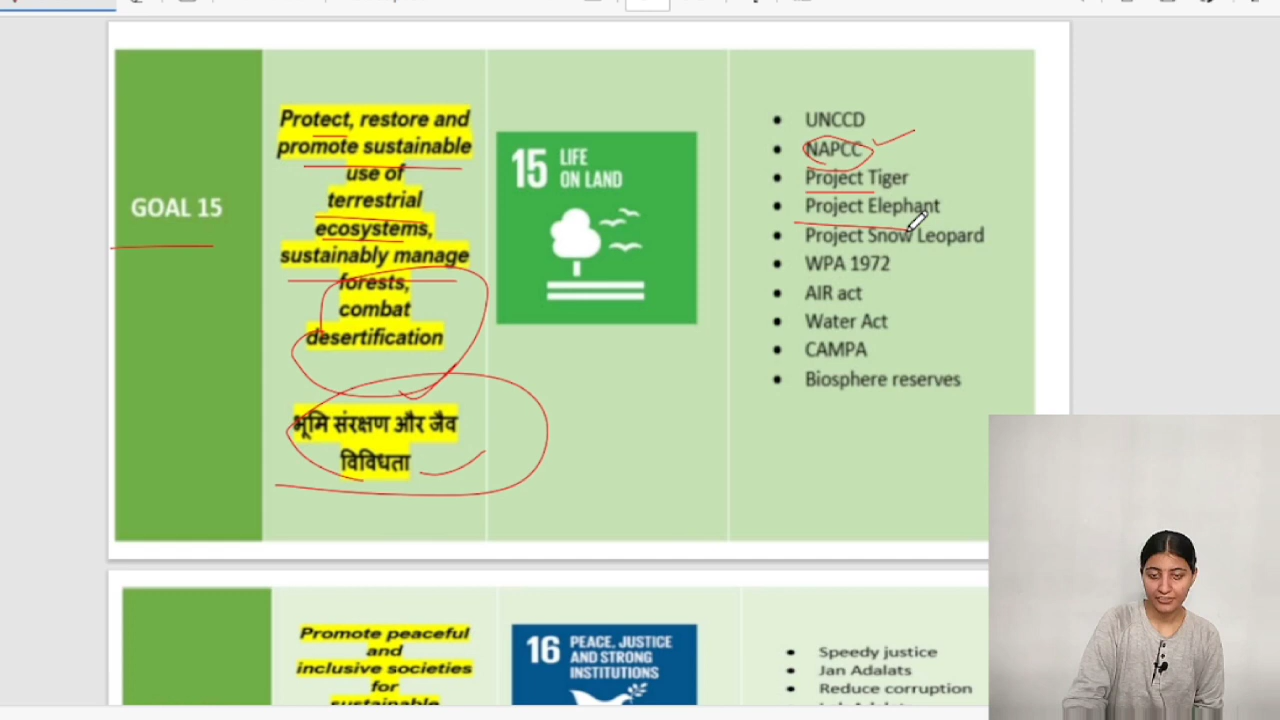 GOAL 15
Protect, restore and
promote sustainable
use of
terrestrial
ecosystems,
sustainably manage
forests,
combat
desertification
भूमि संरक्षण और जैव
विविधता
15 LIFE
ON LAND
• UNCCD
• NAPCC
• Project Tiger
• Project Elephant
• Project Snow Leopard
• WPA 1972
• AIR act
• Water Act
• CAMPA
• Biosphere reserves
Promote peaceful
and
inclusive societies
for
sustainable
16 PEACE, JUSTICE
AND STRONG
INSTITUTIONS
• Speedy justice
• Jan Adalats
• Reduce corruption